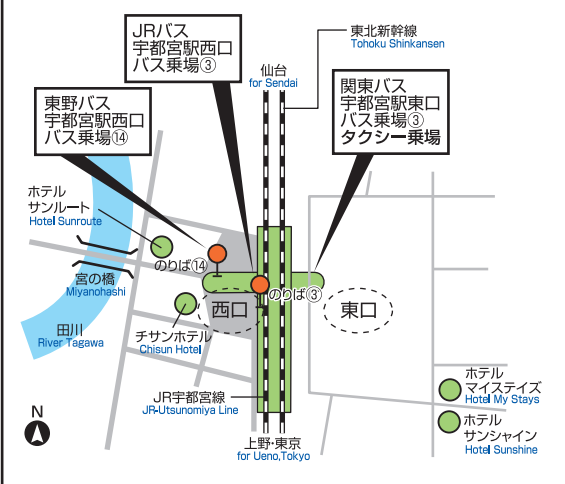 JRバス
宇都宮駅西口
バス乗場③
東北新幹線
Tohoku Shinkansen
仙台
for Sendai
関東バス
宇都宮駅東口
バス乗場③
タクシー乗場
東野バス
宇都宮駅西口
バス乗場⑭
ホテル
サンルート
Hotel Sunroute
のりば⑭
のりば③
宮の橋
Miyanohashi
西口
東口
田川
River Tagawa
チサンホテル
Chisun Hotel
JR宇都宮線
JR-Utsunomiya Line
ホテル
マイステイズ
Hotel My Stays
ホテル
サンシャイン
Hotel Sunshine
N
上野・東京
for Ueno,Tokyo